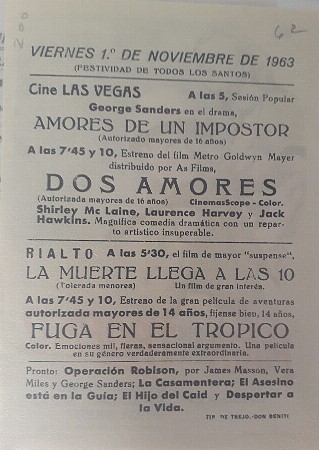 62
VIERNES 1.º DE NOVIEMBRE DE 1963
(FESTIVIDAD DE TODOS LOS SANTOS)
Cine LAS VEGAS A las 5, Sesión Popular
George Sanders en el drama,
AMORES DE UN IMPOSTOR
(Autorizado mayores de 16 años)
A las 7'45 y 10, Estreno del film Metro Goldwyn Mayer
distribuido por As Films,
DOS AMORES
(Autorizada mayores de 16 años) CinemasScope - Color.
Shirley Mc Laine, Laurence Harvey y Jack
Hawkins. Magnífica comedia dramática con un repar-
to artístico insuperable.
RIALTO A las 5'30, el film de mayor "suspense",
LA MUERTE LLEGA A LAS 10
(Tolerada menores) Un film de gran interés.
A las 7'45 y 10, Estreno de la gran película de aventuras
autorizada mayores de 14 años, fíjense bien, 14 años,
FUGA EN EL TROPICO
Color. Emociones mil, fieras, sensacional argumento. Una película
en su género verdaderamente extraordinaria.
Pronto: Operación Robison, por James Masson, Vera
Miles y George Sanders; La Casamentera; El Asesino
está en la Guía; El Hijo del Caid y Despertar a
la Vida.
TIP. DE TREJO.-DON BENITO